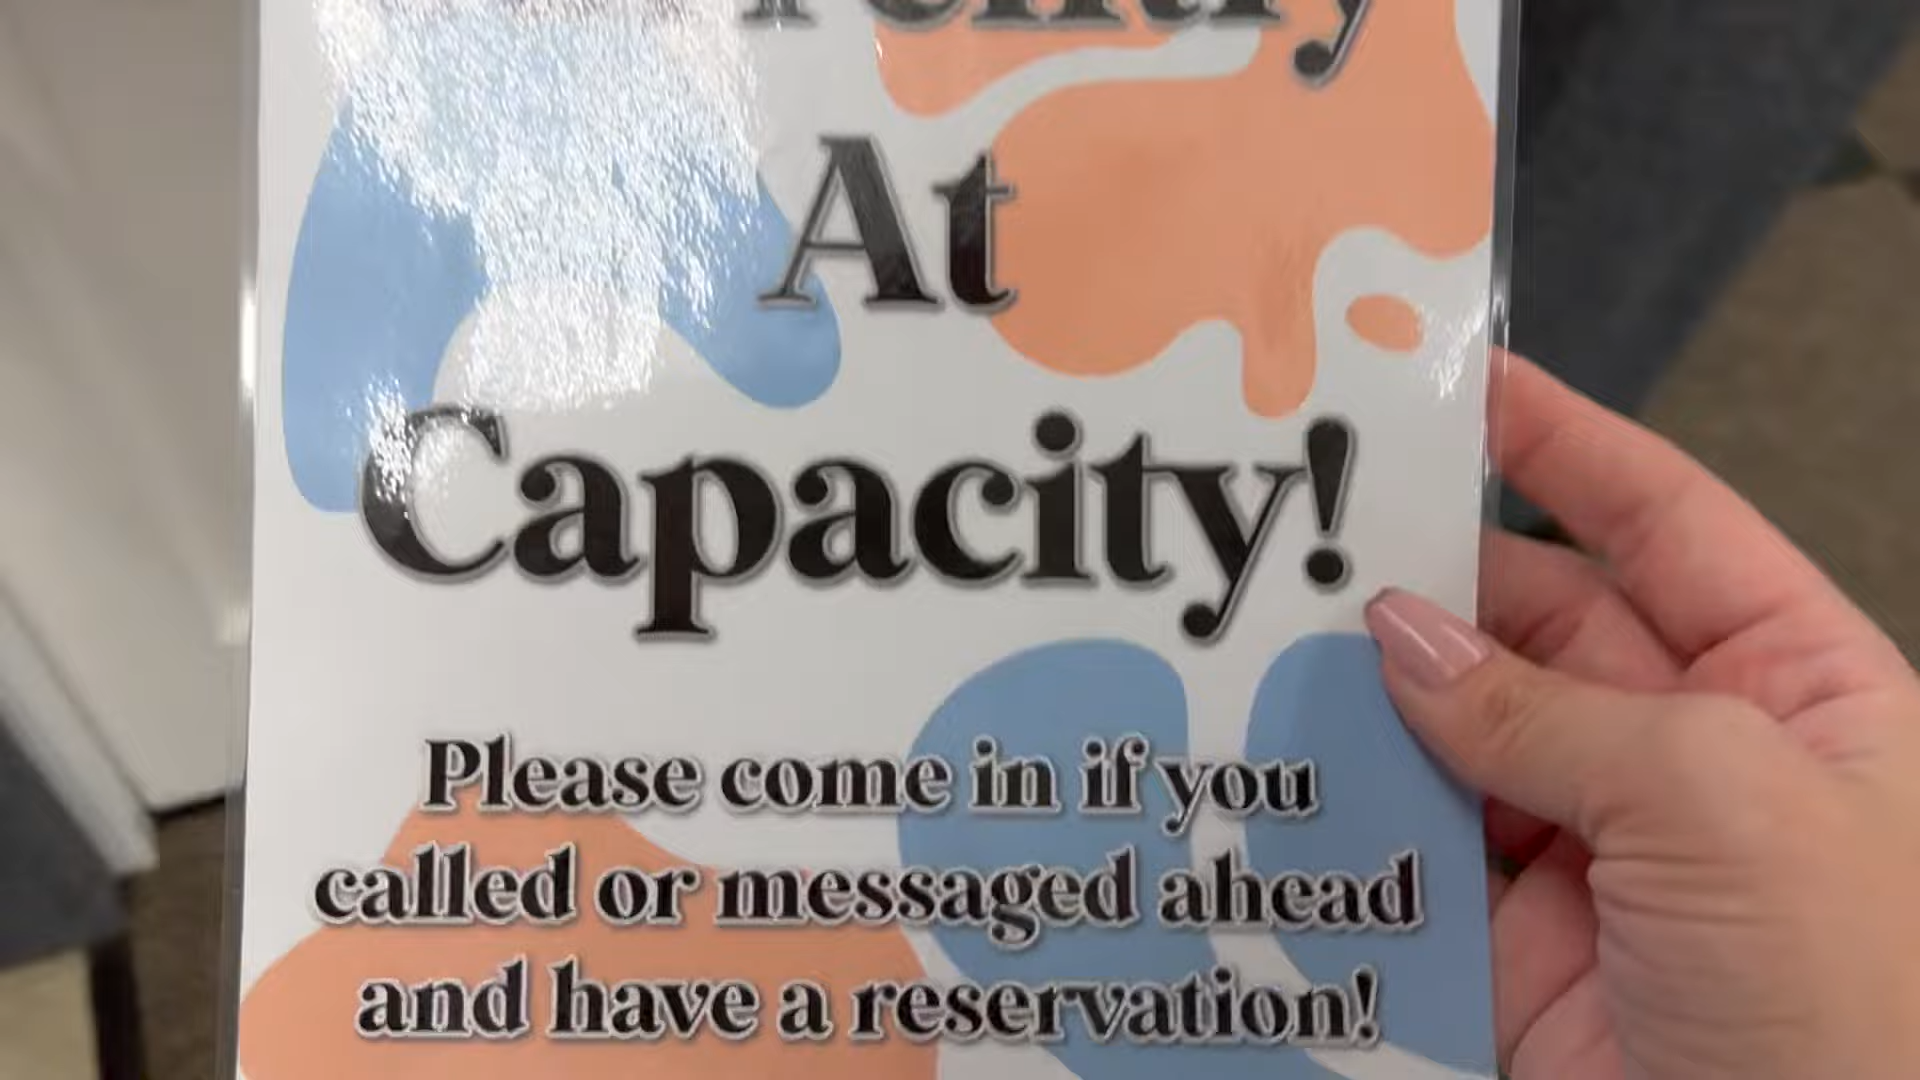 At
Capacity!
Please come in if you
called or messaged ahead
and have a reservation!